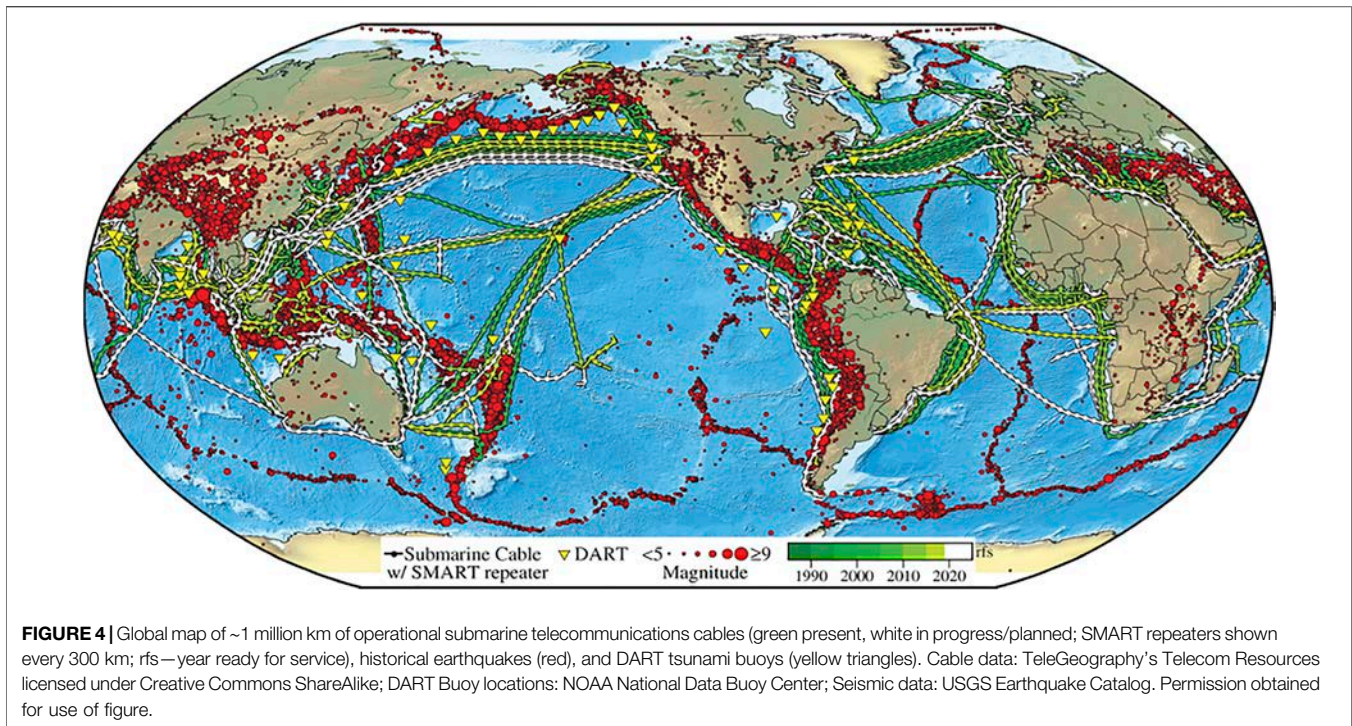 Submarine Cable
w/ SMART repeater
DART
<5 ≥9
Magnitude
rfs
1990 2000 2010 2020
FIGURE 4 | Global map of ~1 million km of operational submarine telecommunications cables (green present, white in progress/planned; SMART repeaters shown
every 300 km; rfs—year ready for service), historical earthquakes (red), and DART tsunami buoys (yellow triangles). Cable data: TeleGeography's Telecom Resources
licensed under Creative Commons ShareAlike; DART Buoy locations: NOAA National Data Buoy Center; Seismic data: USGS Earthquake Catalog. Permission obtained
for use of figure.